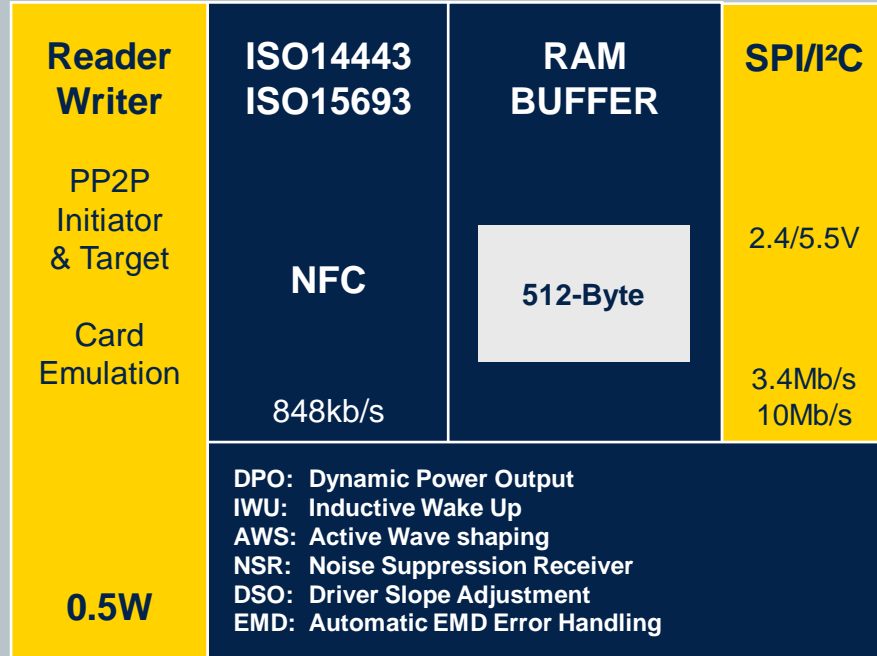 Reader
Writer
PP2P
Initiator
& Target
Card
Emulation
0.5W
ISO14443
ISO15693
NFC
848kb/s
RAM
BUFFER
512-Byte
SPI/I²C
2.4/5.5V
3.4Mb/s
10Mb/s
DPO: Dynamic Power Output
IWU: Inductive Wake Up
AWS: Active Wave shaping
NSR: Noise Suppression Receiver
DSO: Driver Slope Adjustment
EMD: Automatic EMD Error Handling